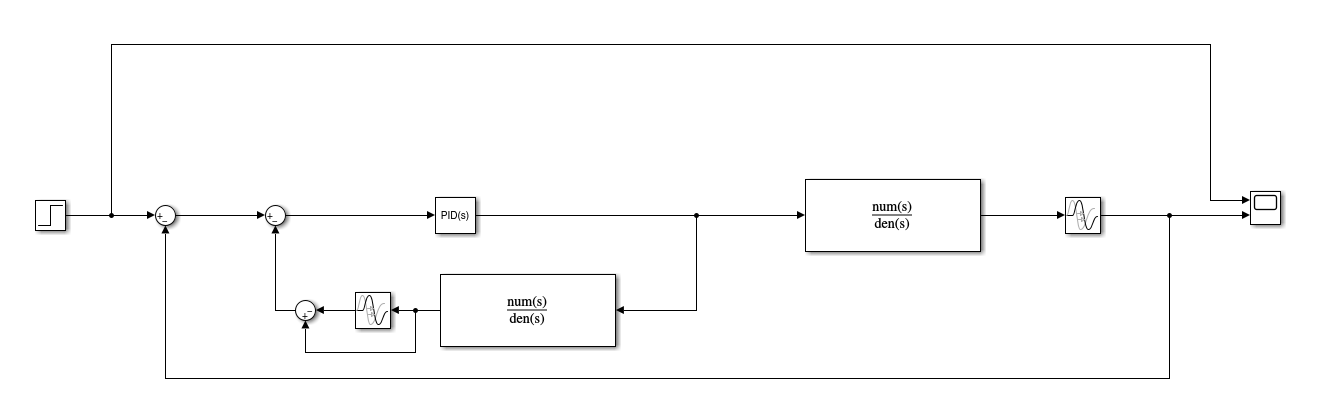 +
−
+
−
PID(s)
num(s)
den(s)
−
+
num(s)
den(s)